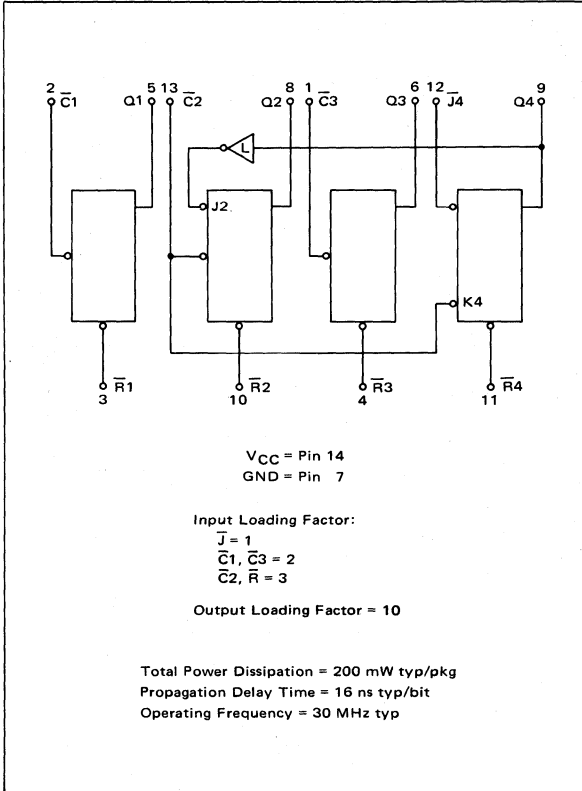 2 5 13 8 1 6 12 9
C̅1 Q1 C̅2 Q2 C̅3 Q3 J̅4 Q4
L
J2
K4
R̅1 R̅2 R̅3 R̅4
3 10 4 11
VCC = Pin 14
GND = Pin 7
Input Loading Factor:
J̅ = 1
C̅1, C̅3 = 2
C̅2, R̅ = 3
Output Loading Factor = 10
Total Power Dissipation = 200 mW typ/pkg
Propagation Delay Time = 16 ns typ/bit
Operating Frequency = 30 MHz typ